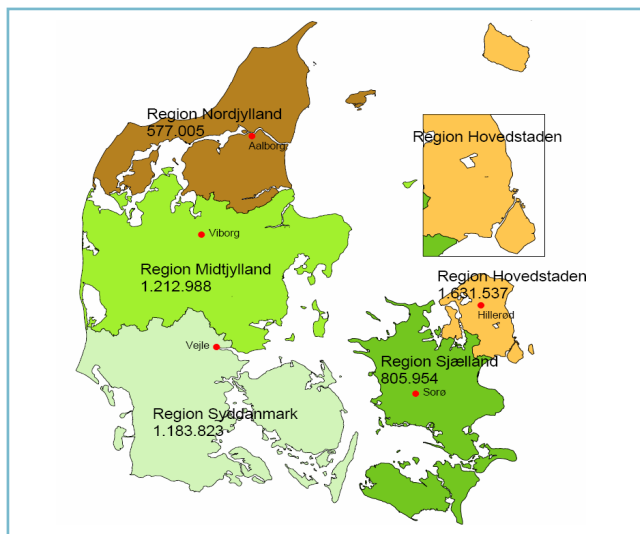 Region Nordjylland
577.005
Aalborg
Region Hovedstaden
Viborg
Region Midtjylland
1.212.988
Region Hovedstaden
1.631.537
Hillerød
Vejle
Region Sjælland
805.954
Sorø
Region Syddanmark
1.183.823